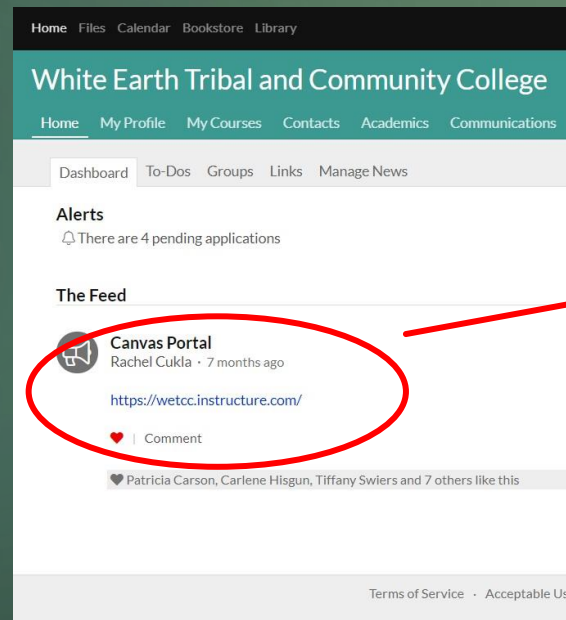 Home Files Calendar Bookstore Library
White Earth Tribal and Community College
Home My Profile My Courses Contacts Academics Communications
Dashboard To-Dos Groups Links Manage News
Alerts
There are 4 pending applications
The Feed
Canvas Portal
Rachel Cukla · 7 months ago
https://wetcc.instructure.com/
| Comment
Patricia Carson, Carlene Hisgun, Tiffany Swiers and 7 others like this
Terms of Service · Acceptable Us